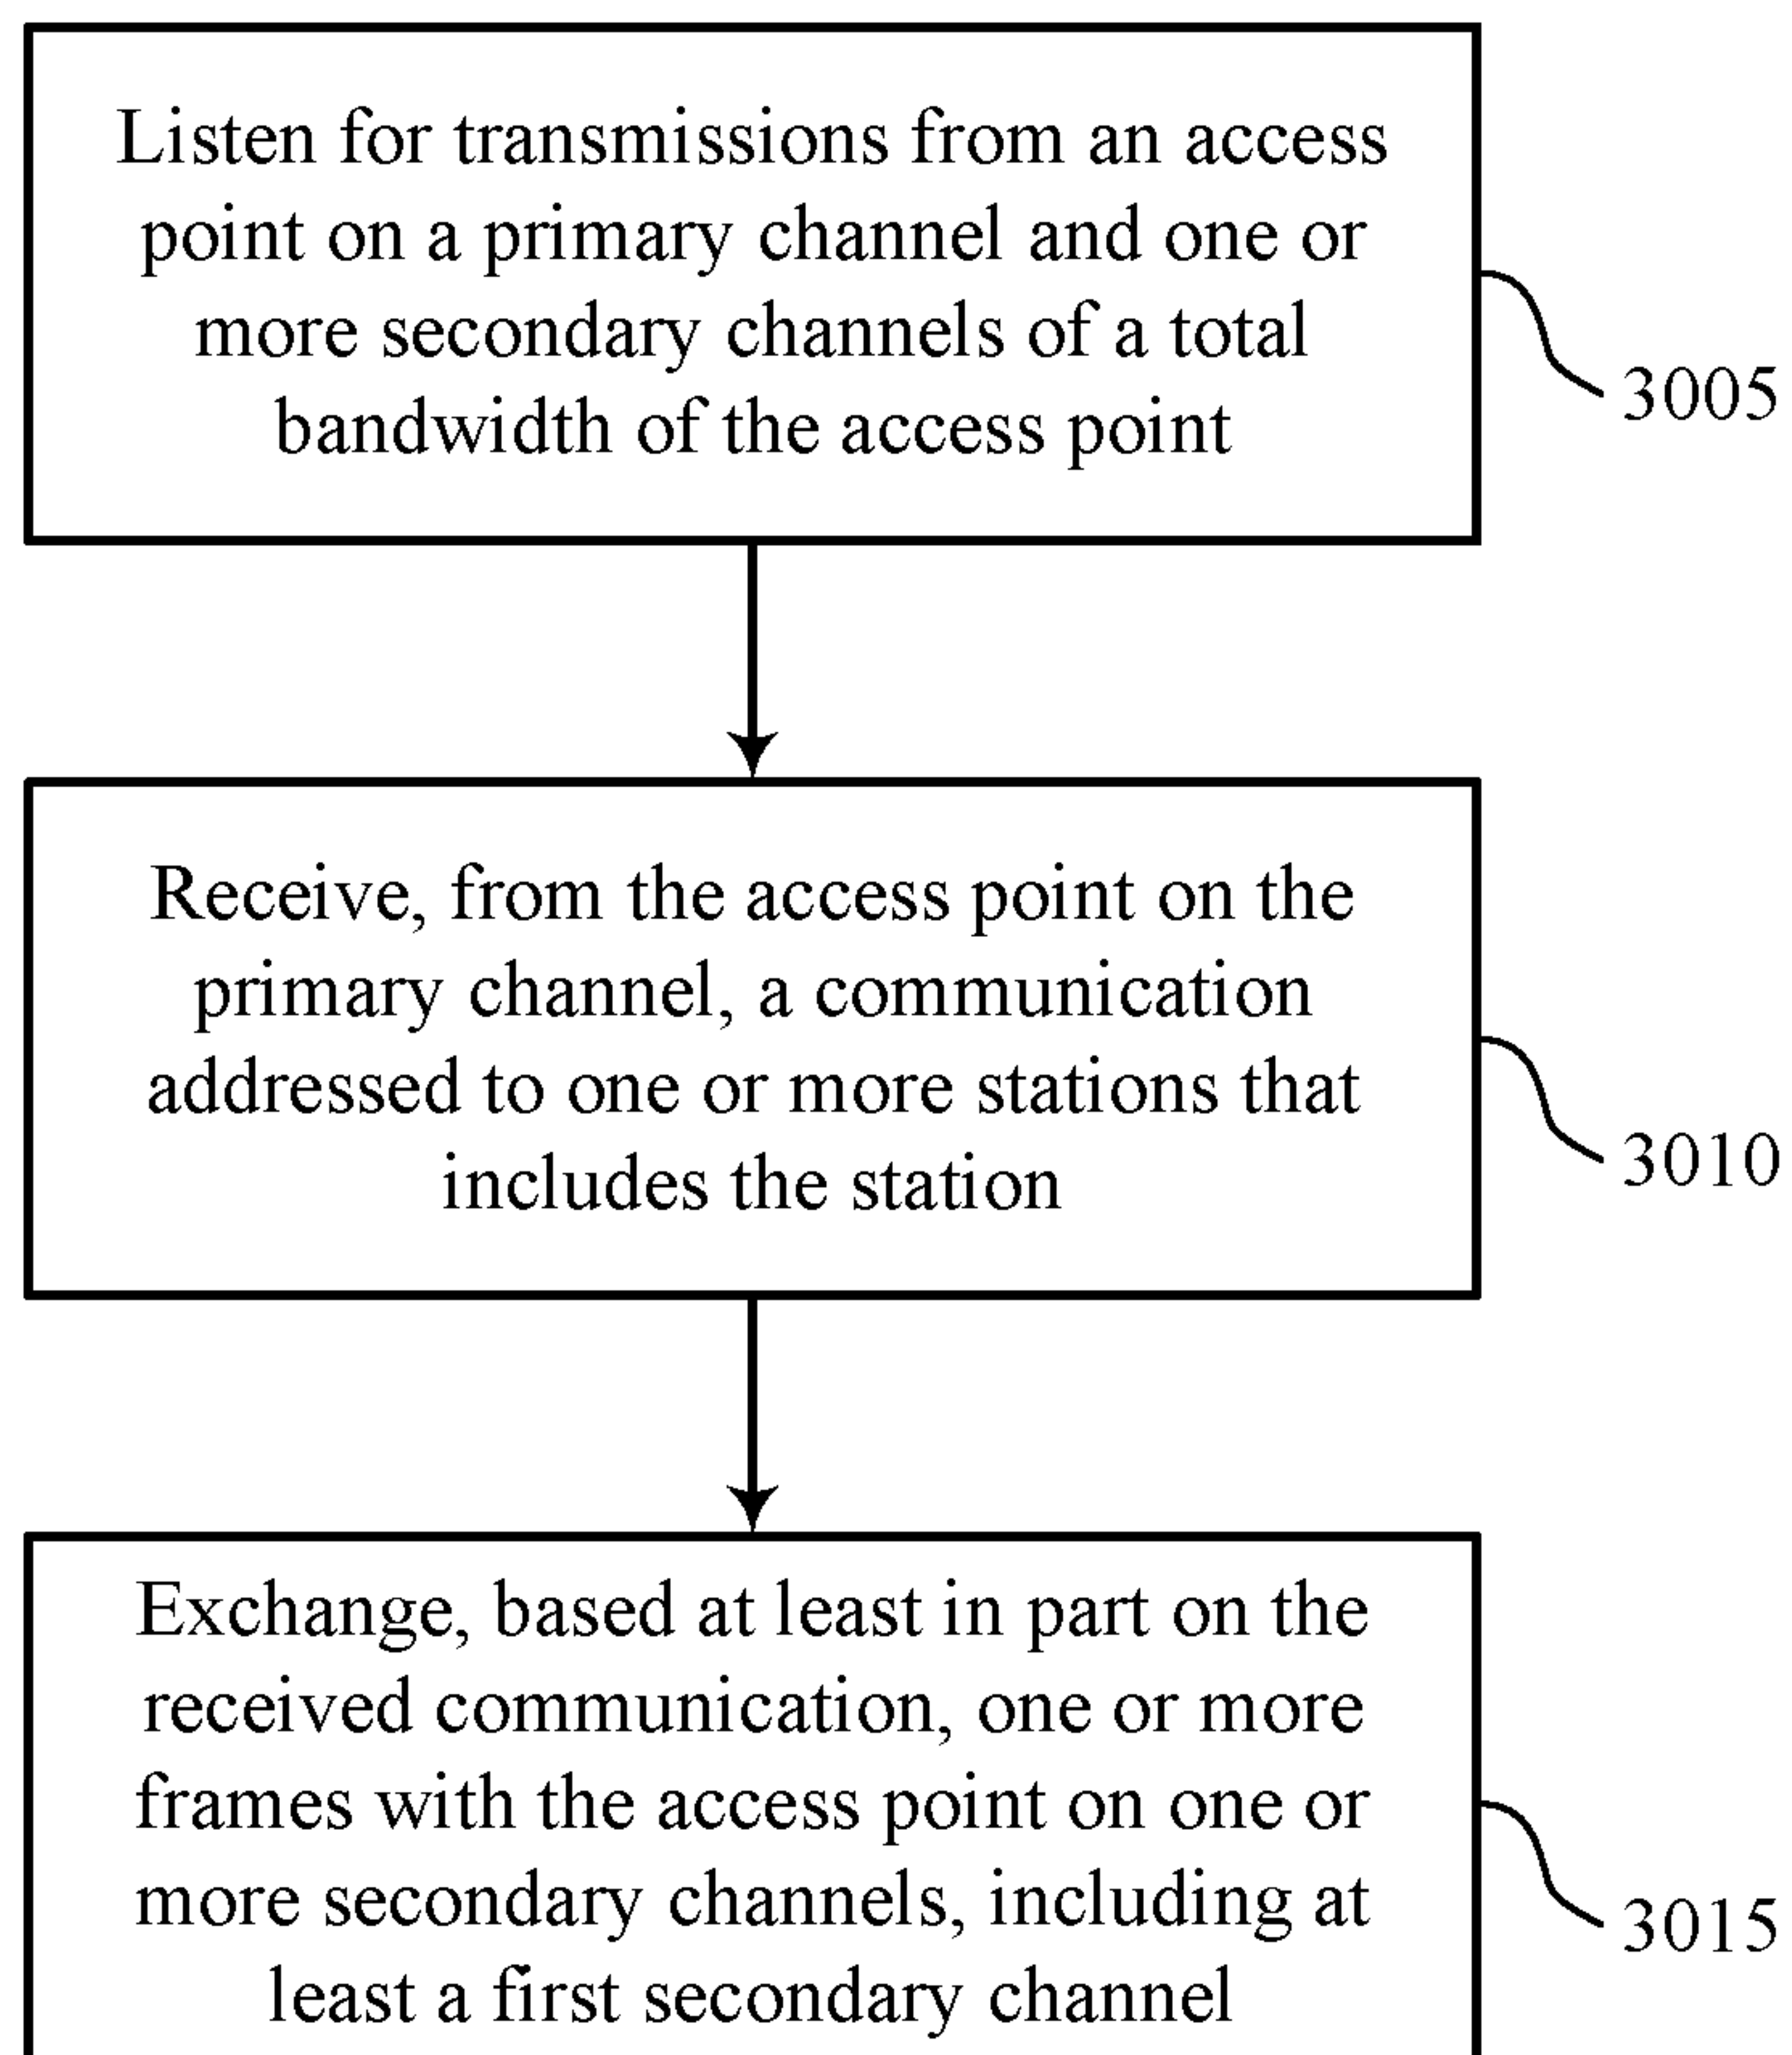 Listen for transmissions from an access
point on a primary channel and one or
more secondary channels of a total
bandwidth of the access point
3005
Receive, from the access point on the
primary channel, a communication
addressed to one or more stations that
includes the station
3010
Exchange, based at least in part on the
received communication, one or more
frames with the access point on one or
more secondary channels, including at
least a first secondary channel
3015